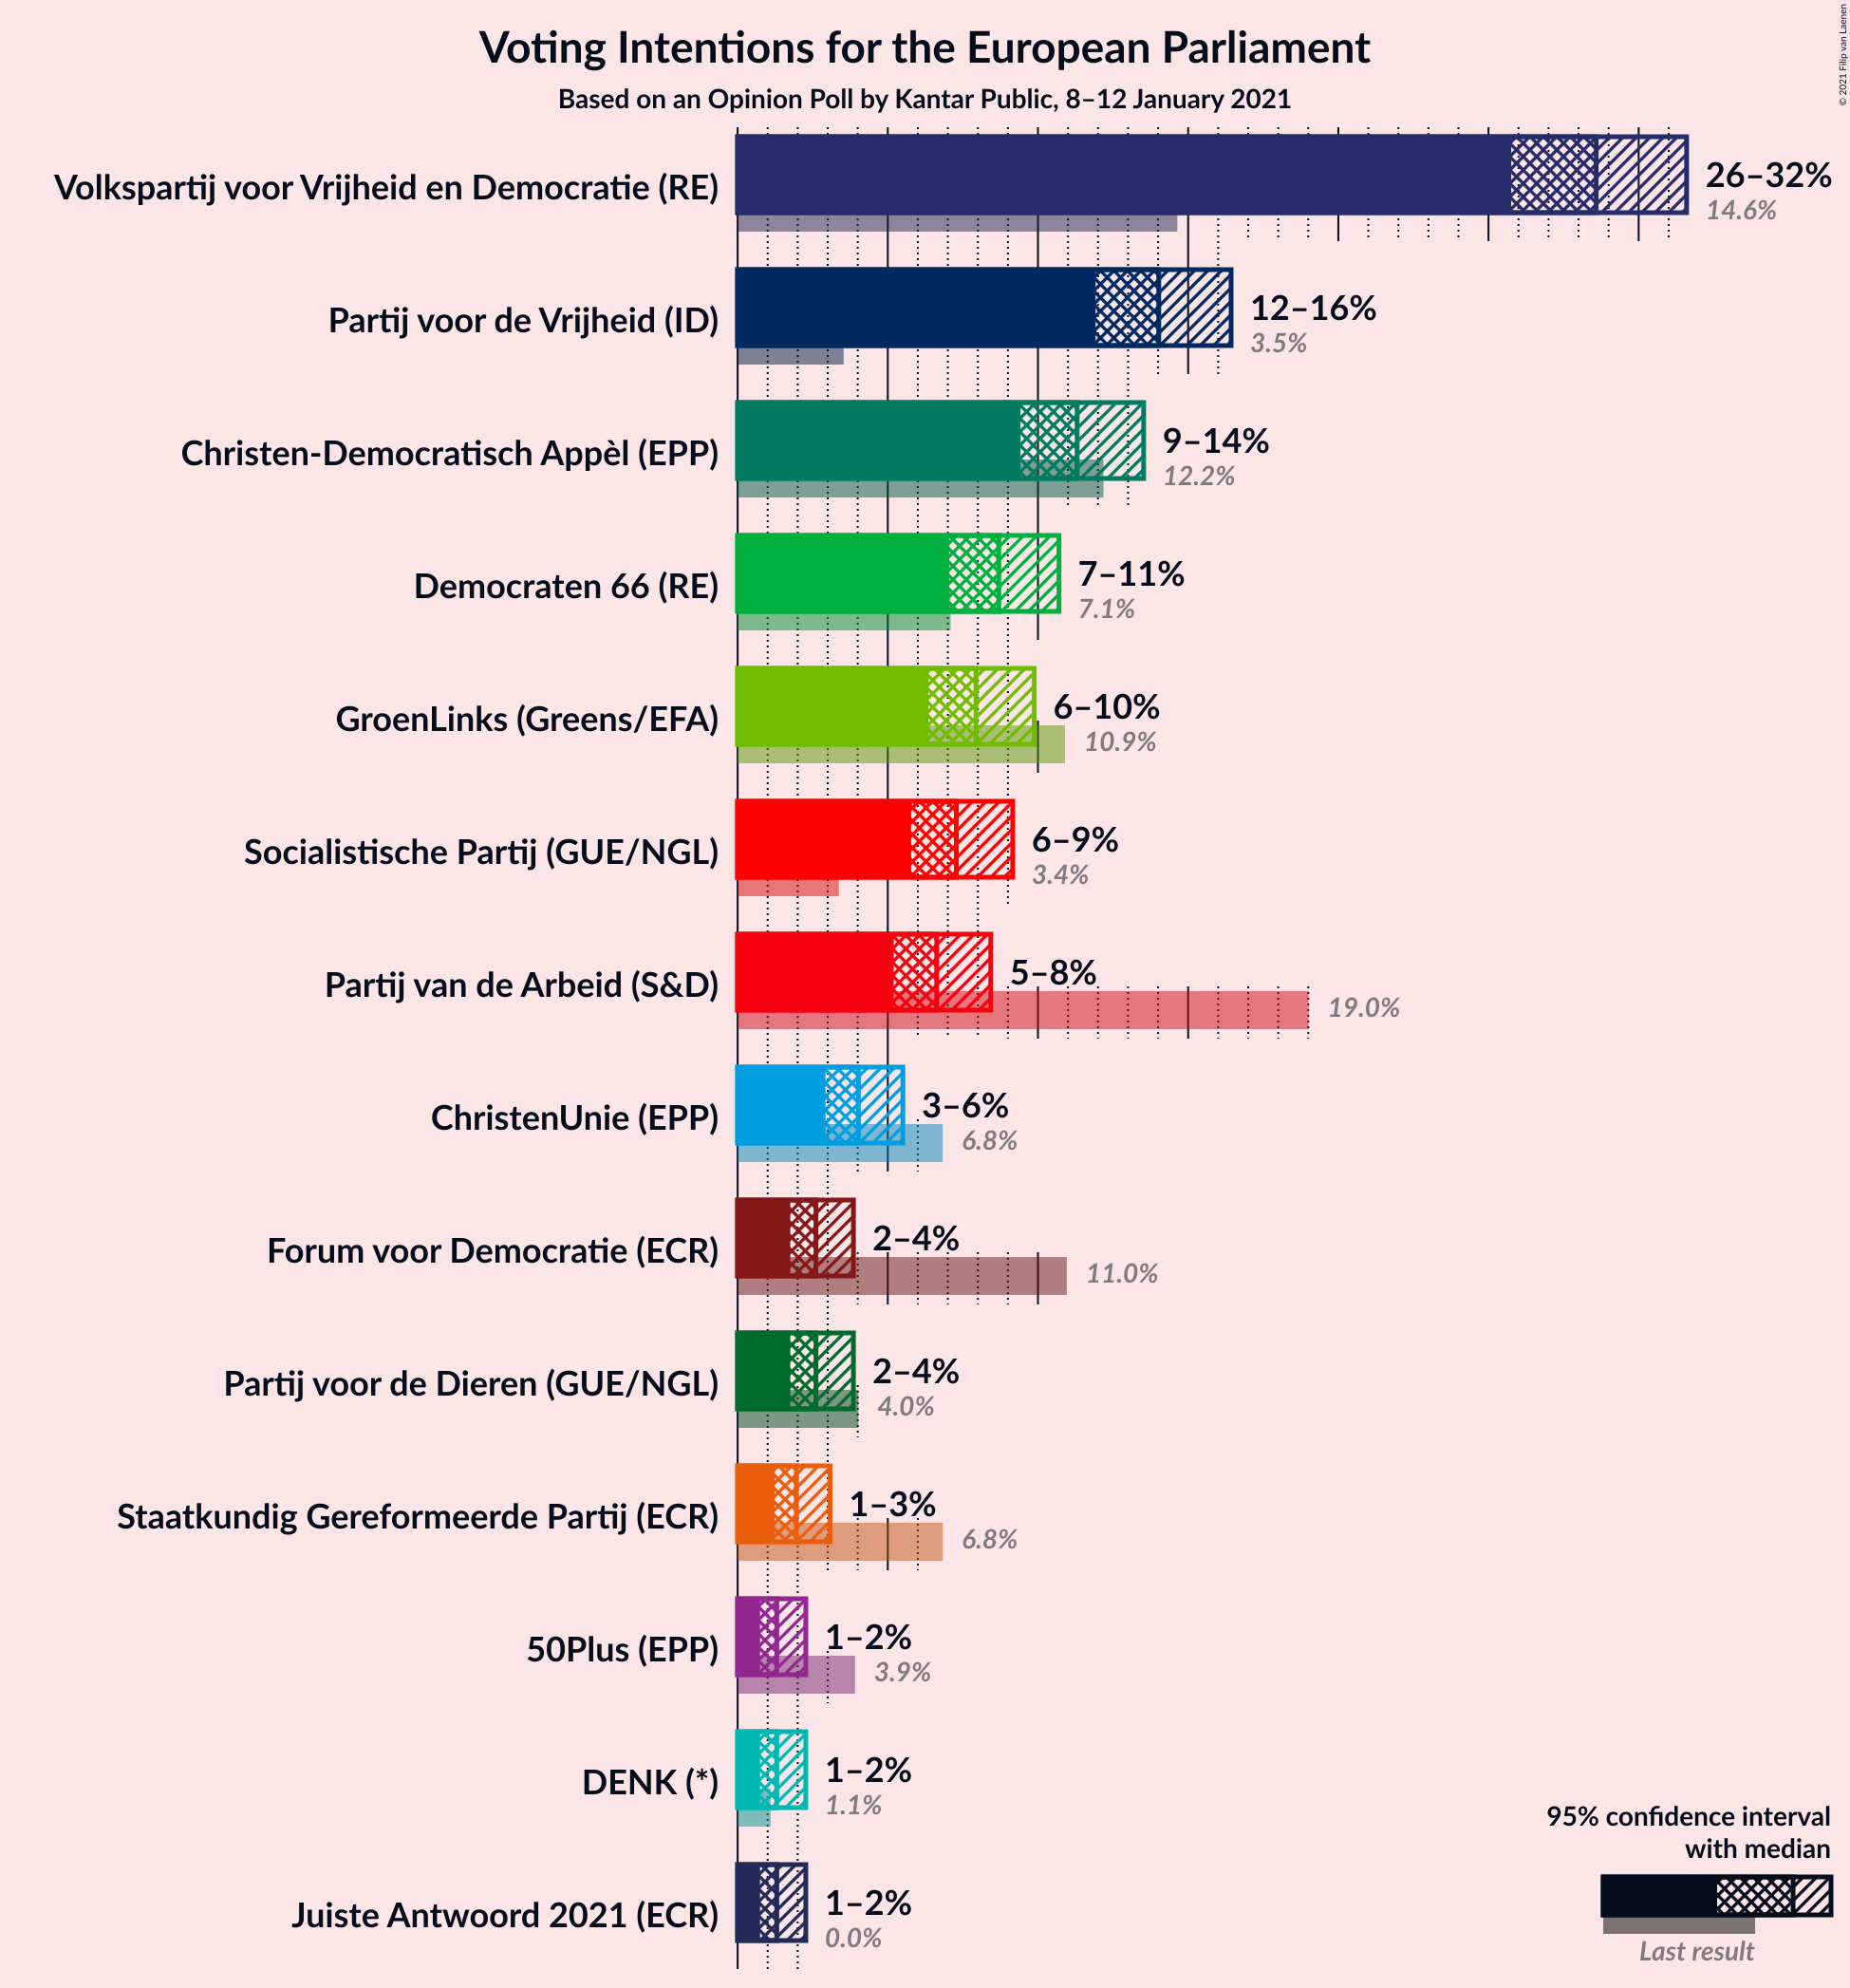 Voting Intentions for the European Parliament
Based on an Opinion Poll by Kantar Public, 8–12 January 2021
© 2021 Filip van Laenen
Volkspartij voor Vrijheid en Democratie (RE)
26–32%
14.6%
Partij voor de Vrijheid (ID)
12–16%
3.5%
Christen-Democratisch Appèl (EPP)
9–14%
12.2%
Democraten 66 (RE)
7–11%
7.1%
GroenLinks (Greens/EFA)
6–10%
10.9%
Socialistische Partij (GUE/NGL)
6–9%
3.4%
Partij van de Arbeid (S&D)
5–8%
19.0%
ChristenUnie (EPP)
3–6%
6.8%
Forum voor Democratie (ECR)
2–4%
11.0%
Partij voor de Dieren (GUE/NGL)
2–4%
4.0%
Staatkundig Gereformeerde Partij (ECR)
1–3%
6.8%
50Plus (EPP)
1–2%
3.9%
DENK (*)
1–2%
1.1%
Juiste Antwoord 2021 (ECR)
1–2%
0.0%
95% confidence interval
with median
Last result